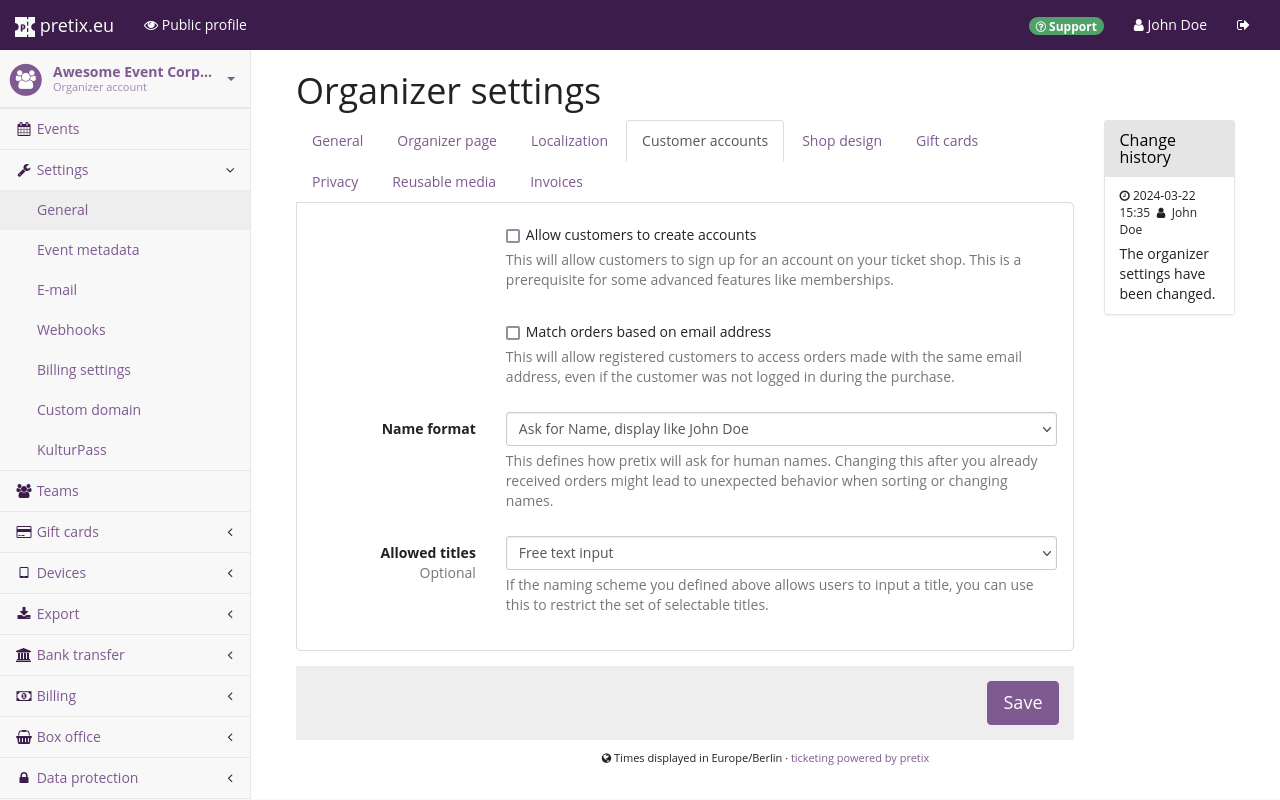 pretix.eu
Public profile
Support
John Doe
Awesome Event Corp...
Organizer account
Events
Settings
General
Event metadata
E-mail
Webhooks
Billing settings
Custom domain
KulturPass
Teams
Gift cards
Devices
Export
Bank transfer
Billing
Box office
Data protection
Organizer settings
General
Organizer page
Localization
Customer accounts
Shop design
Gift cards
Privacy
Reusable media
Invoices
Allow customers to create accounts
This will allow customers to sign up for an account on your ticket shop. This is a
prerequisite for some advanced features like memberships.
Match orders based on email address
This will allow registered customers to access orders made with the same email
address, even if the customer was not logged in during the purchase.
Name format
Ask for Name, display like John Doe
This defines how pretix will ask for human names. Changing this after you already
received orders might lead to unexpected behavior when sorting or changing
names.
Allowed titles
Optional
Free text input
If the naming scheme you defined above allows users to input a title, you can use
this to restrict the set of selectable titles.
Save
Change
history
2024-03-22
15:35 John
Doe
The organizer
settings have
been changed.
Times displayed in Europe/Berlin · ticketing powered by pretix